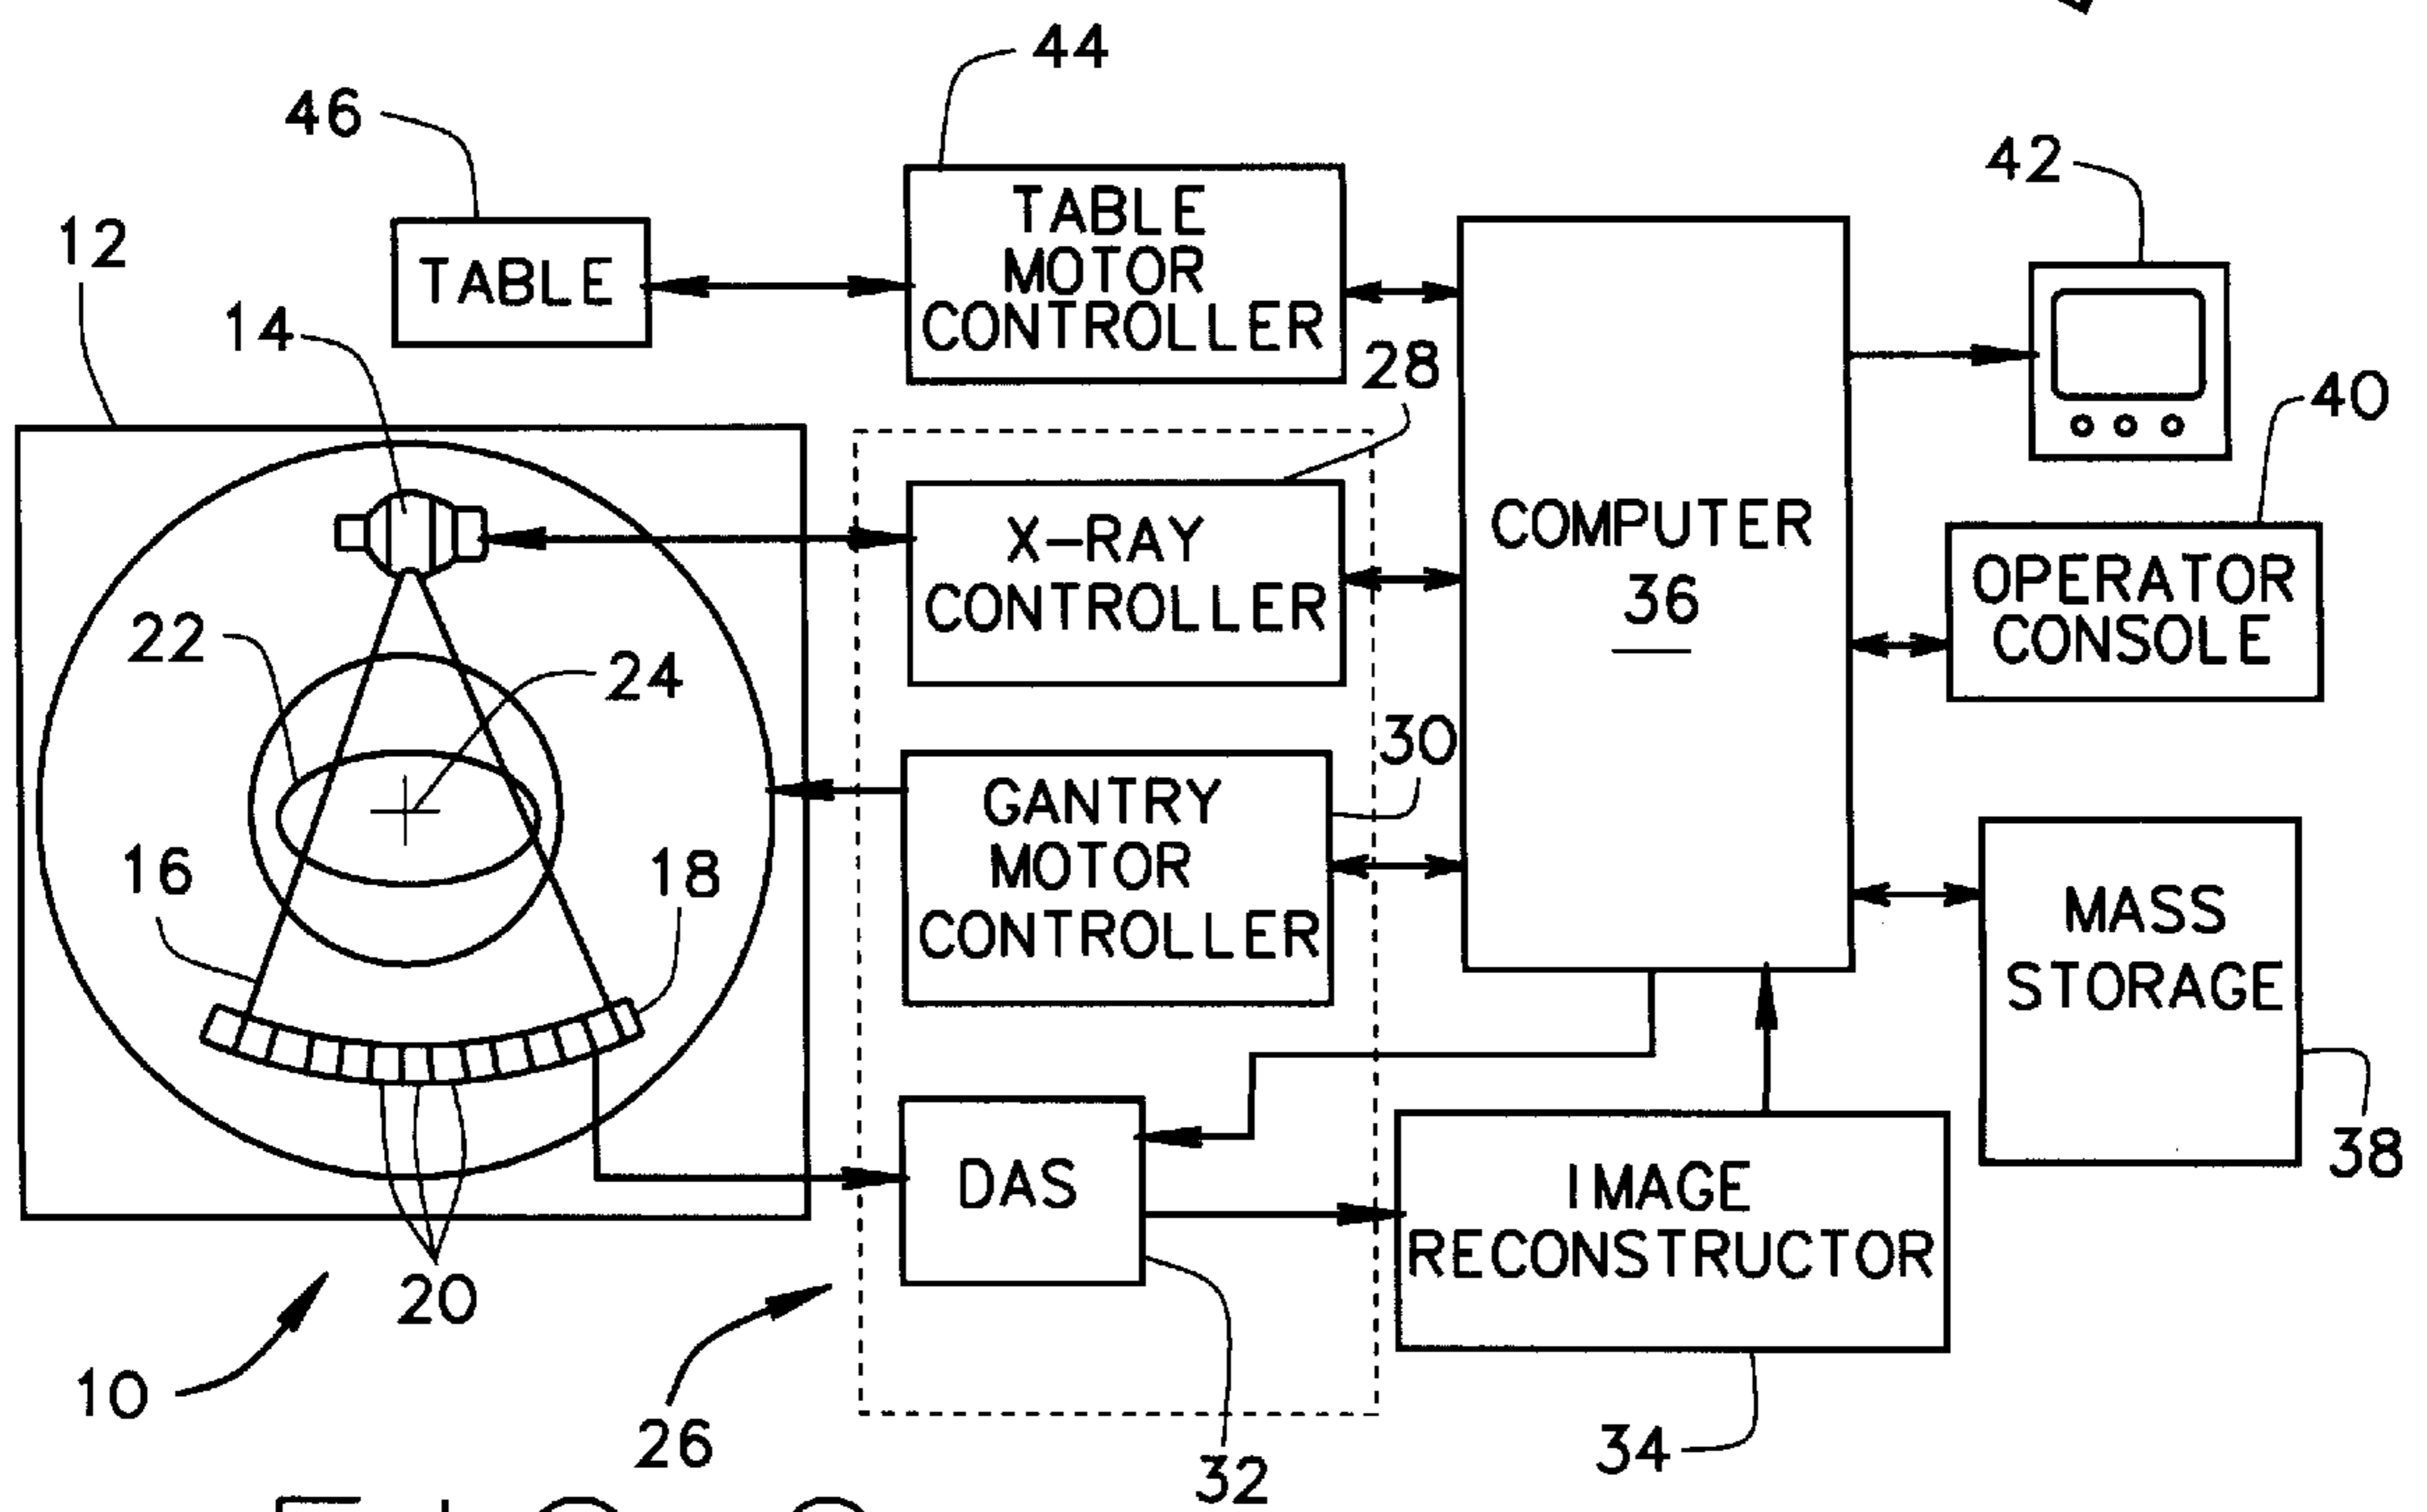 44
46
42
12
TABLE
MOTOR
CONTROLLER
TABLE
14
28
40
X-RAY
CONTROLLER
COMPUTER
36
OPERATOR
CONSOLE
22
24
30
GANTRY
MOTOR
CONTROLLER
16
18
MASS
STORAGE
38
DAS
IMAGE
RECONSTRUCTOR
20
10
26
32
34